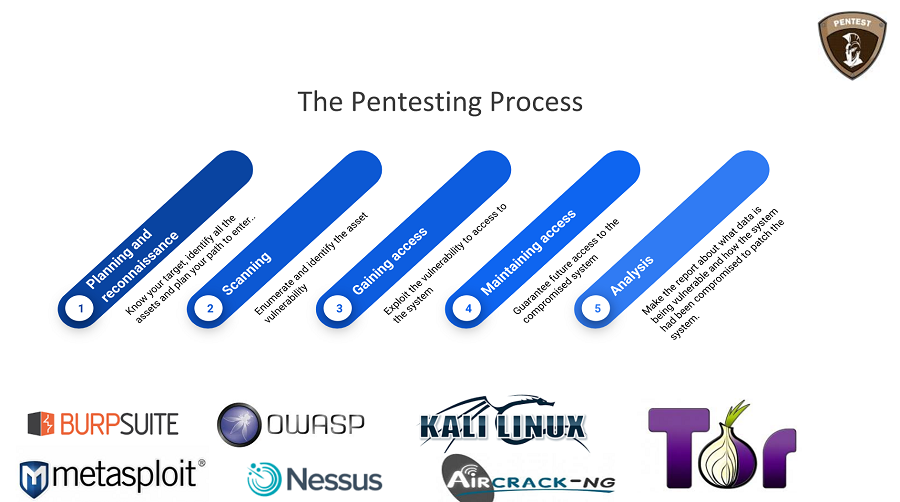 PENTEST
The Pentesting Process
1
Planning and
reconnaissance
Know your target, identify all the
assets and plan your path to enter..
2
Scanning
Enumerate and identify the asset
vulnerability
3
Gaining access
Exploit the vulnerability to access to
the system
4
Maintaining access
Guarantee future access to the
compromised system
5
Analysis
Make the report about what data is
being vulnerable and how the system
had been compromised to patch the
system.
BURPSUITE
OWASP
KALI LINUX
Tor
metasploit®
Nessus
AIRCRACK-NG